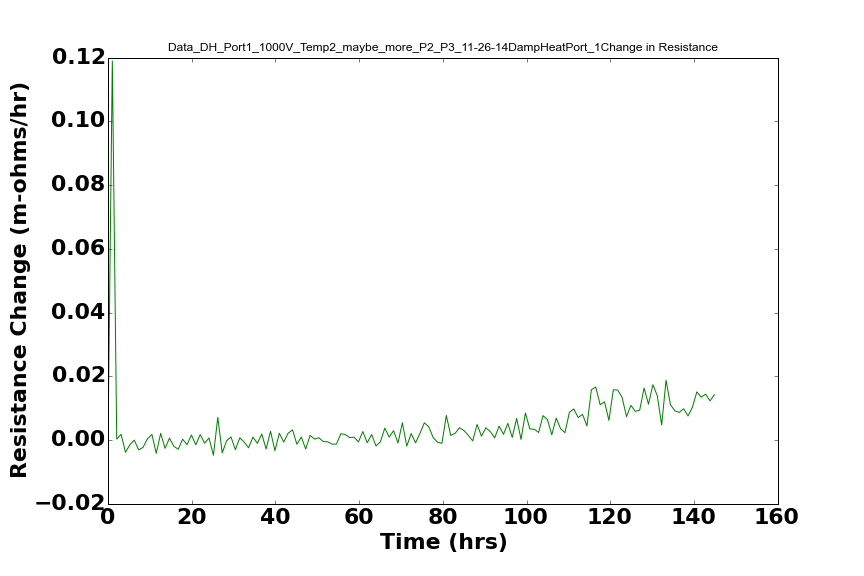 Data_DH_Port1_1000V_Temp2_maybe_more_P2_P3_11-26-14DampHeatPort_1Change in Resistance
Resistance Change (m-ohms/hr)
0.12
0.10
0.08
0.06
0.04
0.02
0.00
−0.02
0 20 40 60 80 100 120 140 160
Time (hrs)